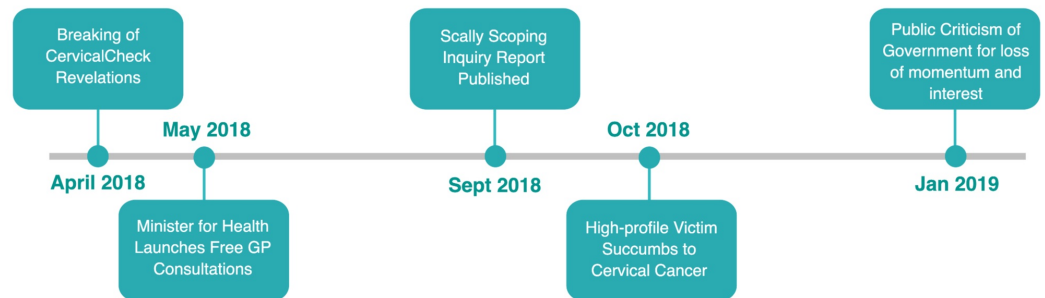 Breaking of
CervicalCheck
Revelations
April 2018
May 2018
Minister for Health
Launches Free GP
Consultations
Scally Scoping
Inquiry Report
Published
Sept 2018
Oct 2018
High-profile Victim
Succumbs to
Cervical Cancer
Public Criticism of
Government for loss
of momentum and
interest
Jan 2019